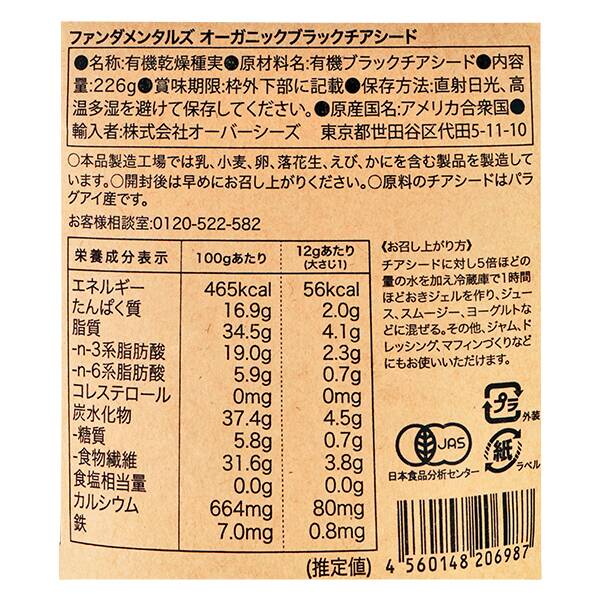 ファンダメンタルズ オーガニックブラックチアシード
●名称:有機乾燥種実●原材料名:有機ブラックチアシード●内容
量:226g●賞味期限:枠外下部に記載●保存方法:直射日光、高
温多湿を避けて保存してください。●原産国名:アメリカ合衆国●
輸入者:株式会社オーバーシーズ 東京都世田谷区代田5-11-10
○本品製造工場では乳、小麦、卵、落花生、えび、かにを含む製品を製造して
います。○開封後は早めにお召し上がりください。○原料のチアシードはパラ
グアイ産です。
お客様相談室:0120-522-582
栄養成分表示 100gあたり 12gあたり
(大さじ1)
エネルギー 465kcal 56kcal
たんぱく質 16.9g 2.0g
脂質 34.5g 4.1g
-n-3系脂肪酸 19.0g 2.3g
-n-6系脂肪酸 5.9g 0.7g
コレステロール 0mg 0mg
炭水化物 37.4g 4.5g
-糖質 5.8g 0.7g
-食物繊維 31.6g 3.8g
食塩相当量 0.0g 0.0g
カルシウム 664mg 80mg
鉄 7.0mg 0.8mg
(推定値)
《お召し上がり方》
チアシードに対し5倍ほどの
量の水を加え冷蔵庫で1時間
ほどおきジェルを作り、ジュー
ス、スムージー、ヨーグルトな
どに混ぜる。その他、ジャム、ド
レッシング、マフィンづくりなど
にもお使いいただけます。
プラ
外装
JAS
日本食品分析センター
紙
ラベル
4 560148 206987